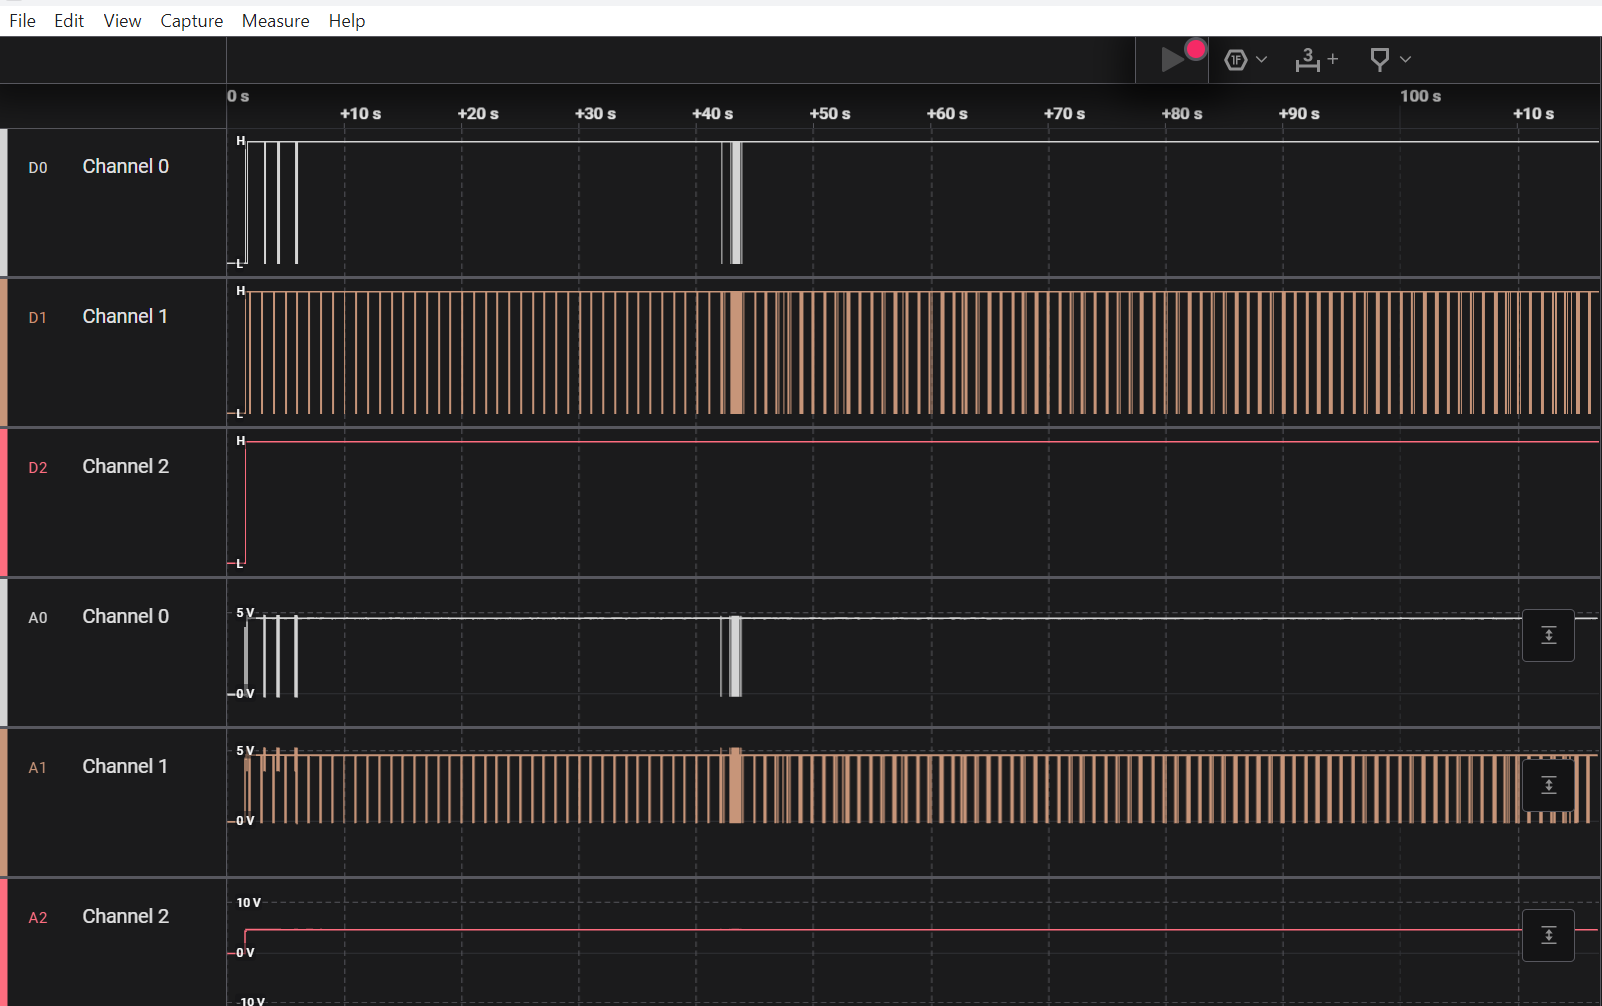 File Edit View Capture Measure Help
1F 3 +
0 s 100 s
+10 s +20 s +30 s +40 s +50 s +60 s +70 s +80 s +90 s +10 s
H
D0 Channel 0
L
H
D1 Channel 1
L
H
D2 Channel 2
L
5 V
A0 Channel 0
0 V
5 V
A1 Channel 1
0 V
10 V
A2 Channel 2
0 V
-10 V